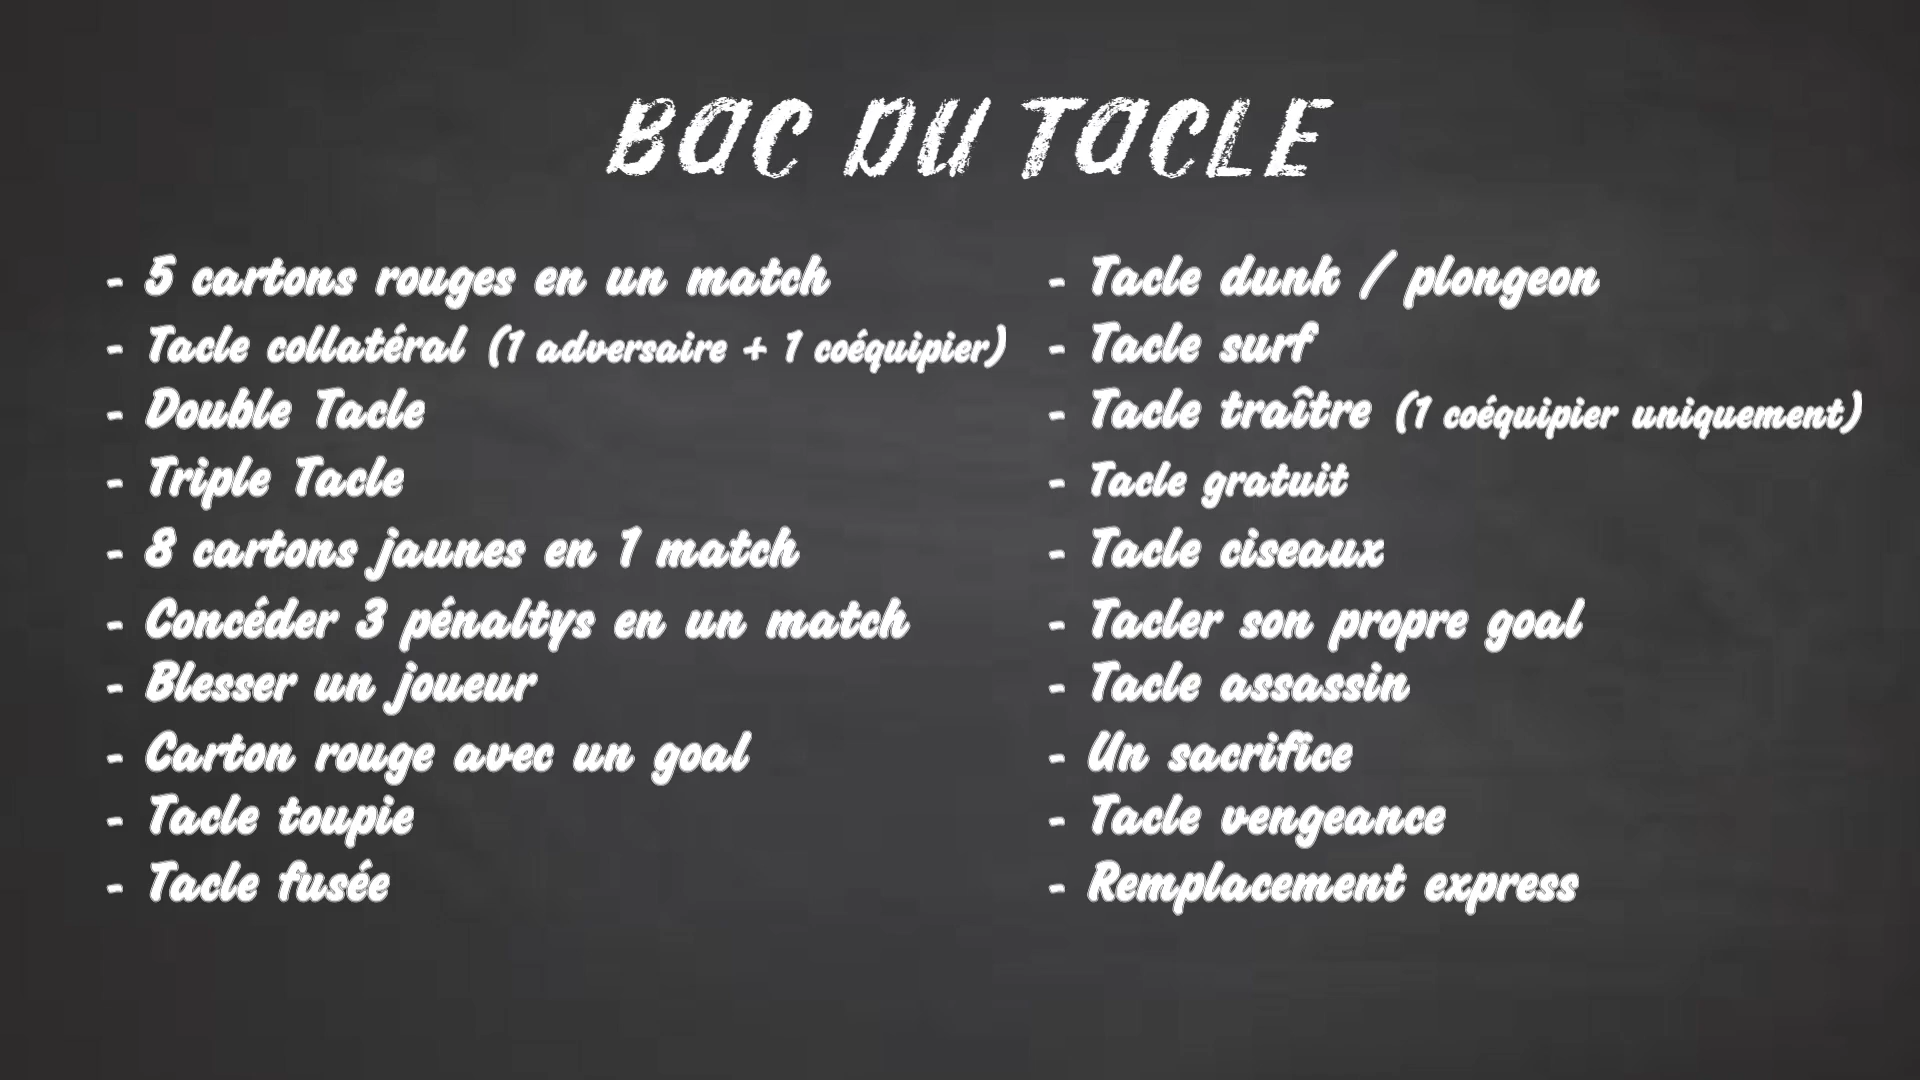 BAC DU TACLE
- 5 cartons rouges en un match
- Tacle collatéral (1 adversaire + 1 coéquipier)
- Double Tacle
- Triple Tacle
- 8 cartons jaunes en 1 match
- Concéder 3 pénaltys en un match
- Blesser un joueur
- Carton rouge avec un goal
- Tacle toupie
- Tacle fusée
- Tacle dunk / plongeon
- Tacle surf
- Tacle traître (1 coéquipier uniquement)
- Tacle gratuit
- Tacle ciseaux
- Tacler son propre goal
- Tacle assassin
- Un sacrifice
- Tacle vengeance
- Remplacement express